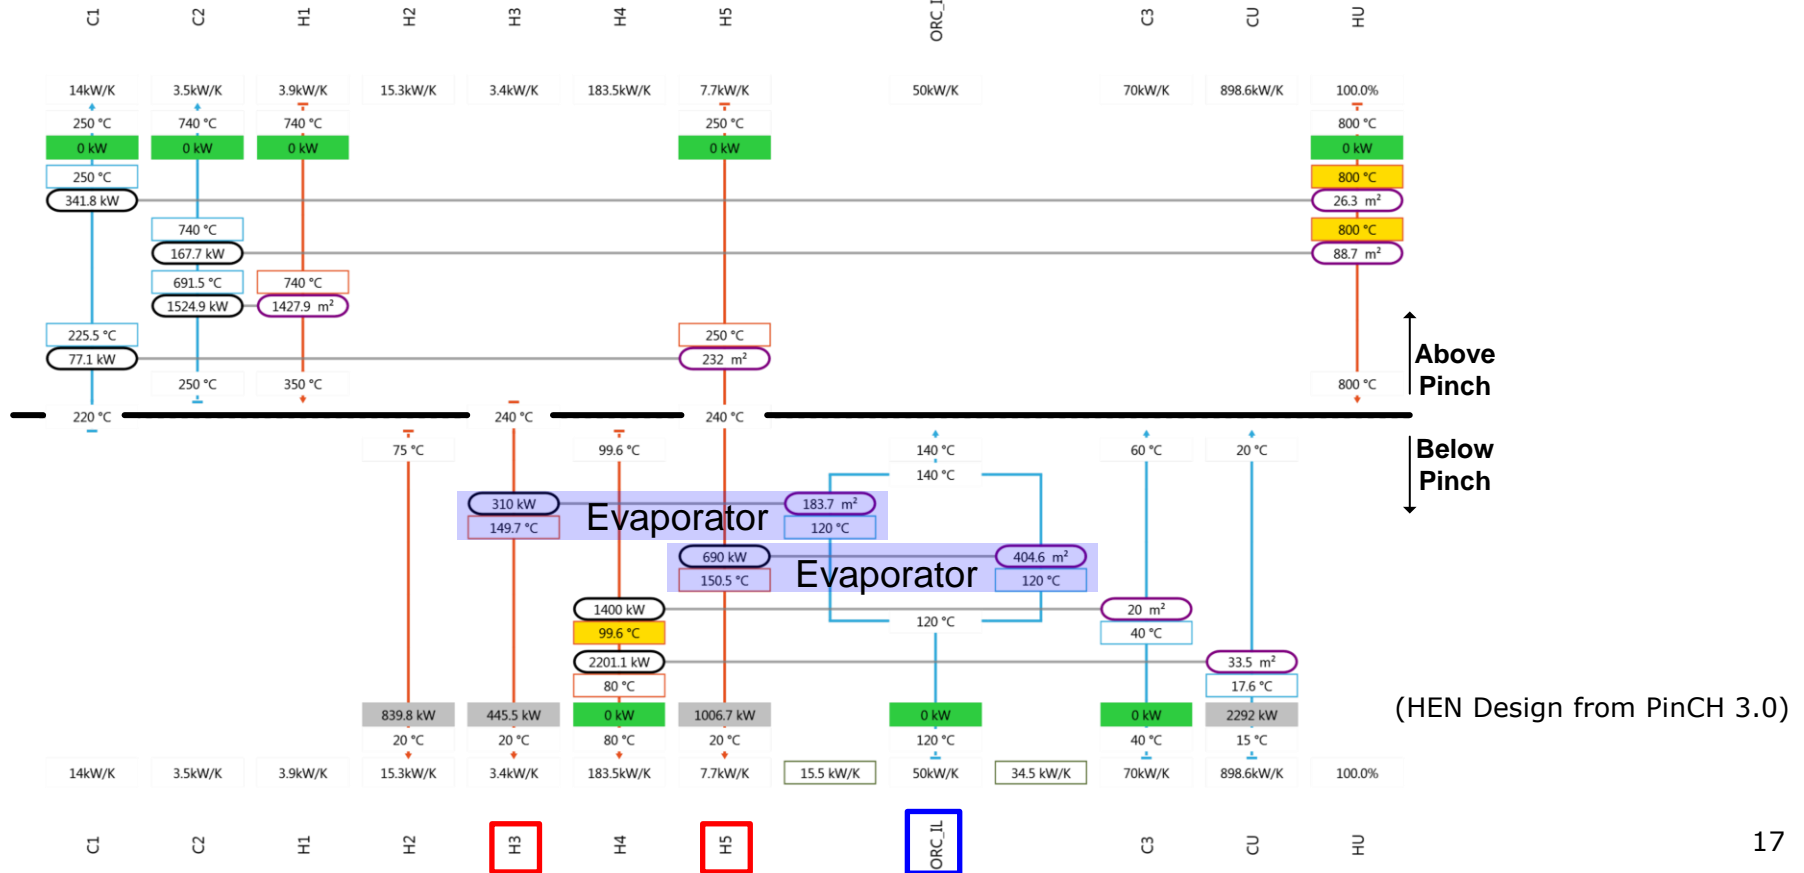 C1 C2 H1 H2 H3 H4 H5 C3 CU HU
14kW/K 3.5kW/K 3.9kW/K 15.3kW/K 3.4kW/K 183.5kW/K 7.7kW/K 50kW/K 70kW/K 898.6kW/K 100.0%
250 °C 740 °C 740 °C 250 °C 800 °C
0 kW 0 kW 0 kW 0 kW 0 kW
250 °C 800 °C
341.8 kW 26.3 m²
740 °C 800 °C
167.7 kW 88.7 m²
691.5 °C 740 °C
1524.9 kW 1427.9 m²
225.5 °C 250 °C
77.1 kW 232 m²
Above
Pinch
250 °C 350 °C 800 °C
220 °C 240 °C 240 °C
75 °C 99.6 °C 140 °C 60 °C 20 °C
Below
Pinch
140 °C
310 kW Evaporator 183.7 m²
149.7 °C 120 °C
690 kW Evaporator 404.6 m²
150.5 °C 120 °C
1400 kW 20 m²
99.6 °C 120 °C 40 °C
2201.1 kW 33.5 m²
80 °C 17.6 °C
839.8 kW 445.5 kW 0 kW 1006.7 kW 0 kW 0 kW 2292 kW
(HEN Design from PinCH 3.0)
20 °C 20 °C 80 °C 20 °C 120 °C 40 °C 15 °C
14kW/K 3.5kW/K 3.9kW/K 15.3kW/K 3.4kW/K 183.5kW/K 7.7kW/K 15.5 kW/K 50kW/K 34.5 kW/K 70kW/K 898.6kW/K 100.0%
C1 C2 H1 H2 H3 H4 H5 ORC_IL C3 CU HU
17